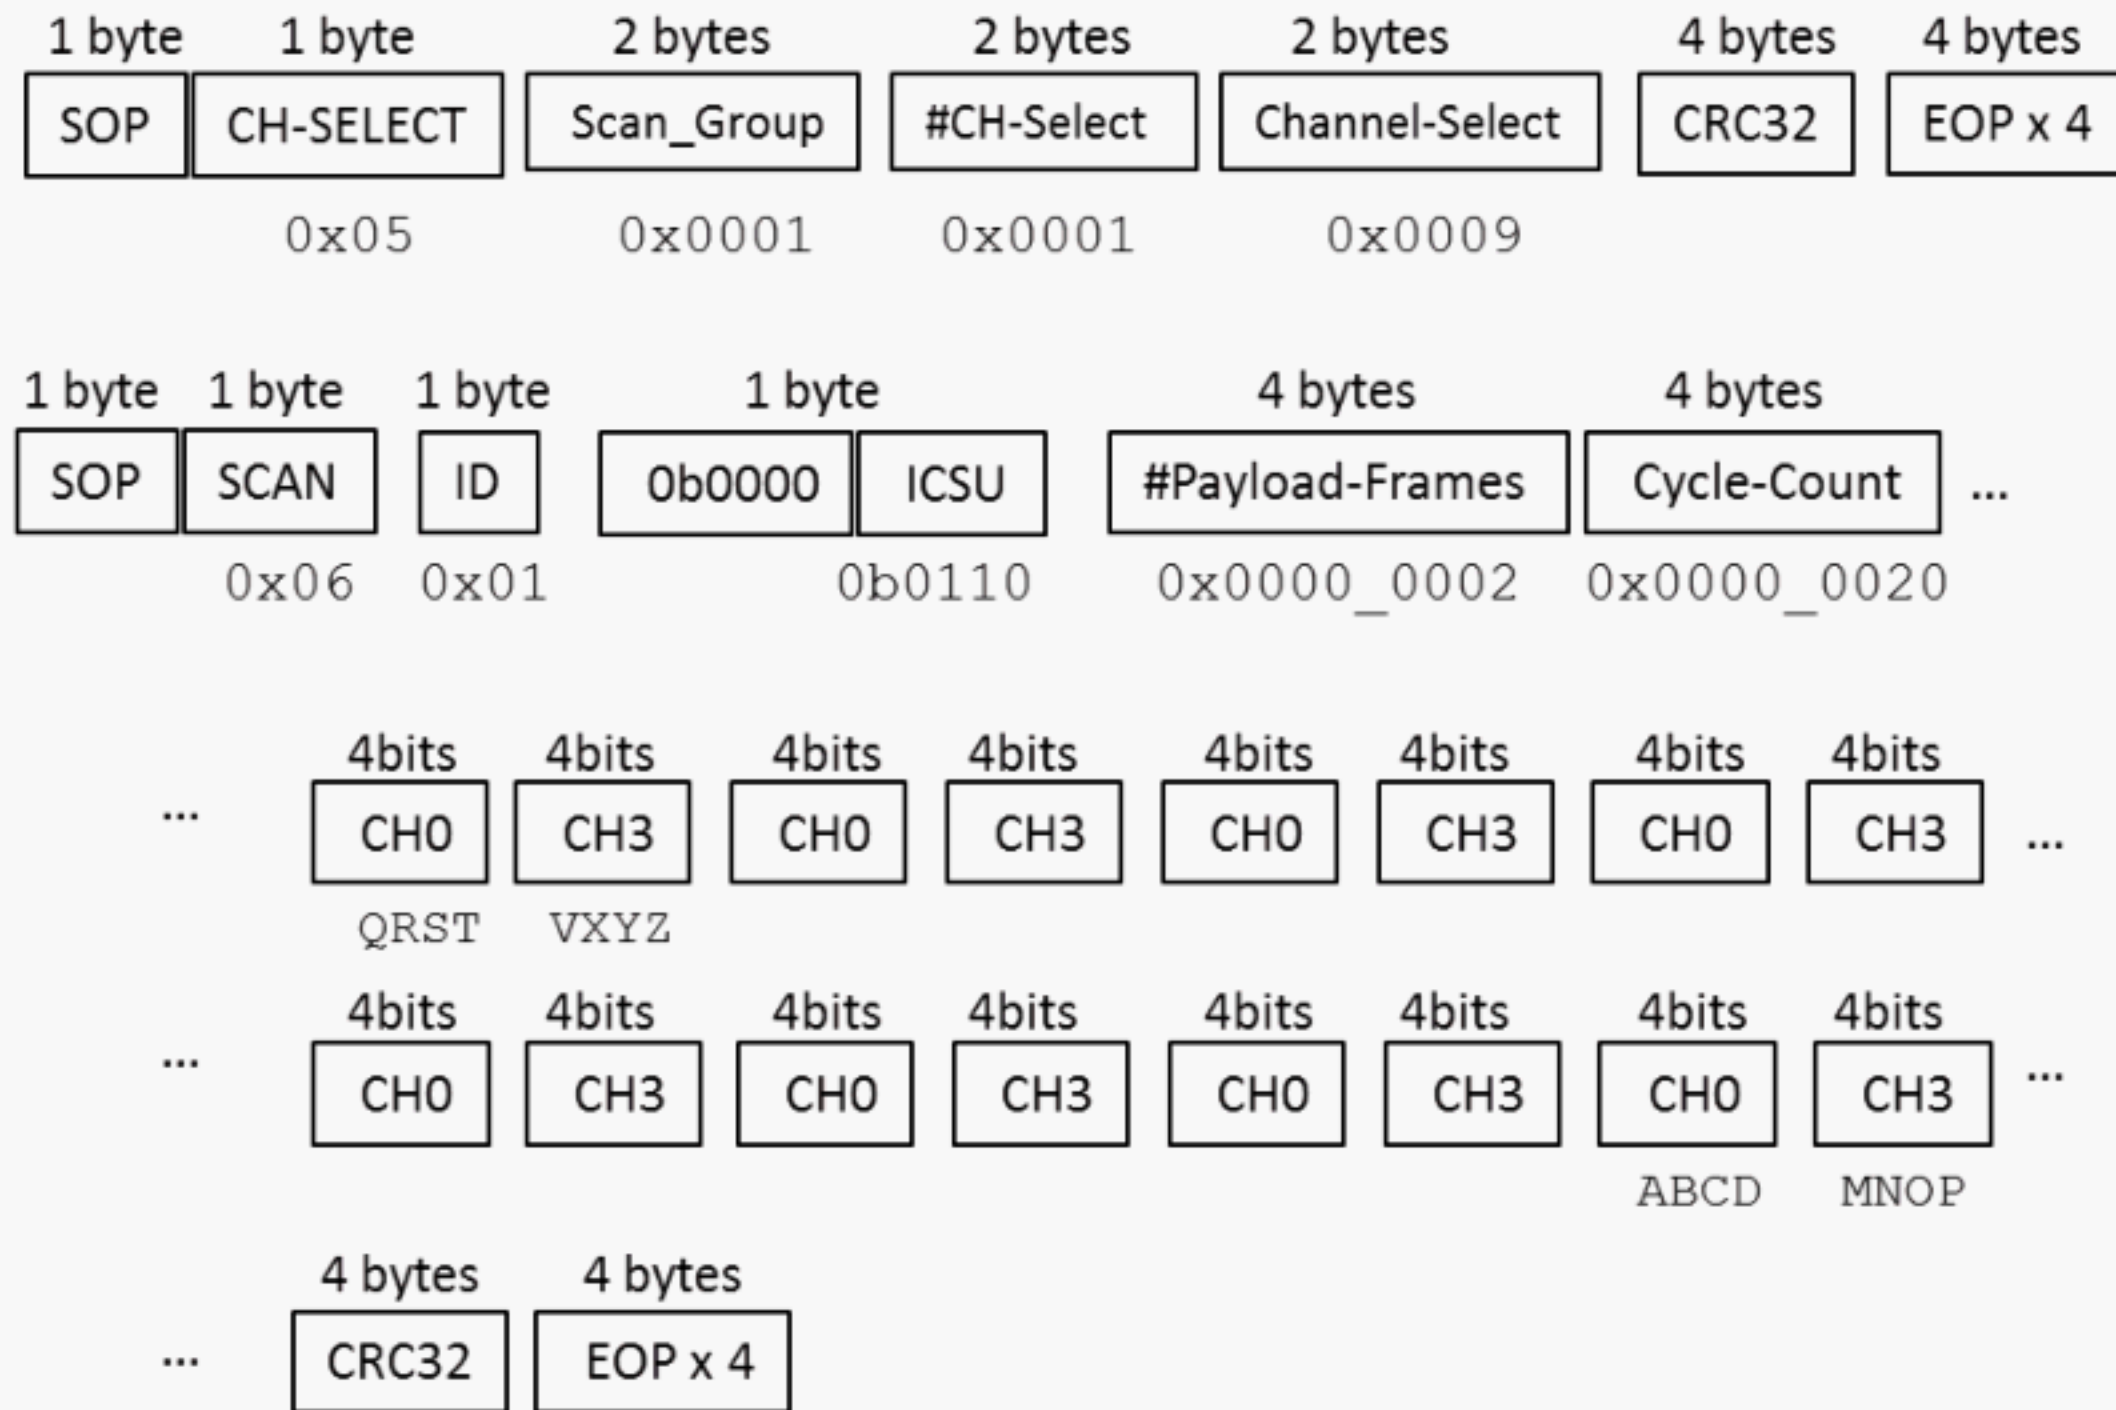 1 byte 1 byte 2 bytes 2 bytes 2 bytes 4 bytes 4 bytes
SOP CH-SELECT Scan_Group #CH-Select Channel-Select CRC32 EOP x 4
0x05 0x0001 0x0001 0x0009
1 byte 1 byte 1 byte 1 byte 4 bytes 4 bytes
SOP SCAN ID 0b0000 ICSU #Payload-Frames Cycle-Count ...
0x06 0x01 0b0110 0x0000_0002 0x0000_0020
4bits 4bits 4bits 4bits 4bits 4bits 4bits 4bits
... CH0 CH3 CH0 CH3 CH0 CH3 CH0 CH3 ...
QRST VXYZ
4bits 4bits 4bits 4bits 4bits 4bits 4bits 4bits
... CH0 CH3 CH0 CH3 CH0 CH3 CH0 CH3 ...
ABCD MNOP
4 bytes 4 bytes
... CRC32 EOP x 4